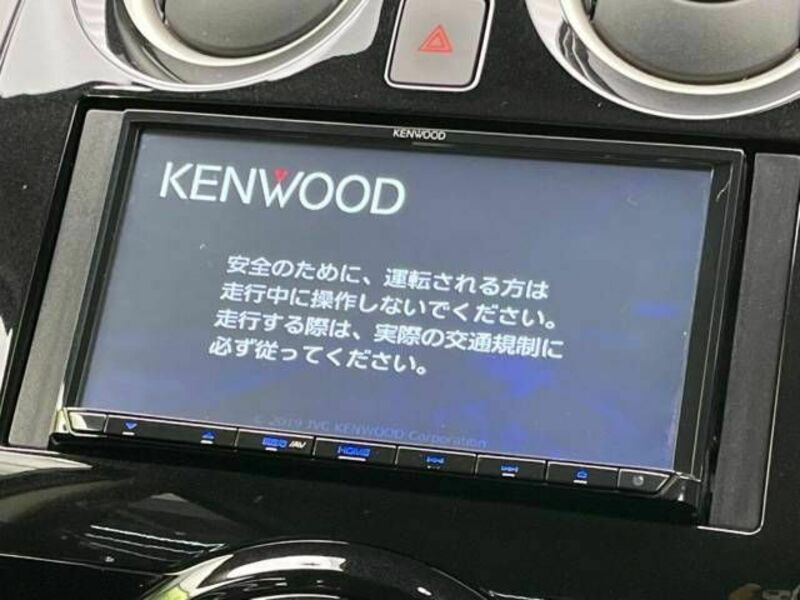 KENWOOD
KENWOOD
安全のために、運転される方は
走行中に操作しないでください。
走行する際は、実際の交通規制に
必ず従ってください。
© 2019 JVC KENWOOD Corporation
/AV HOME